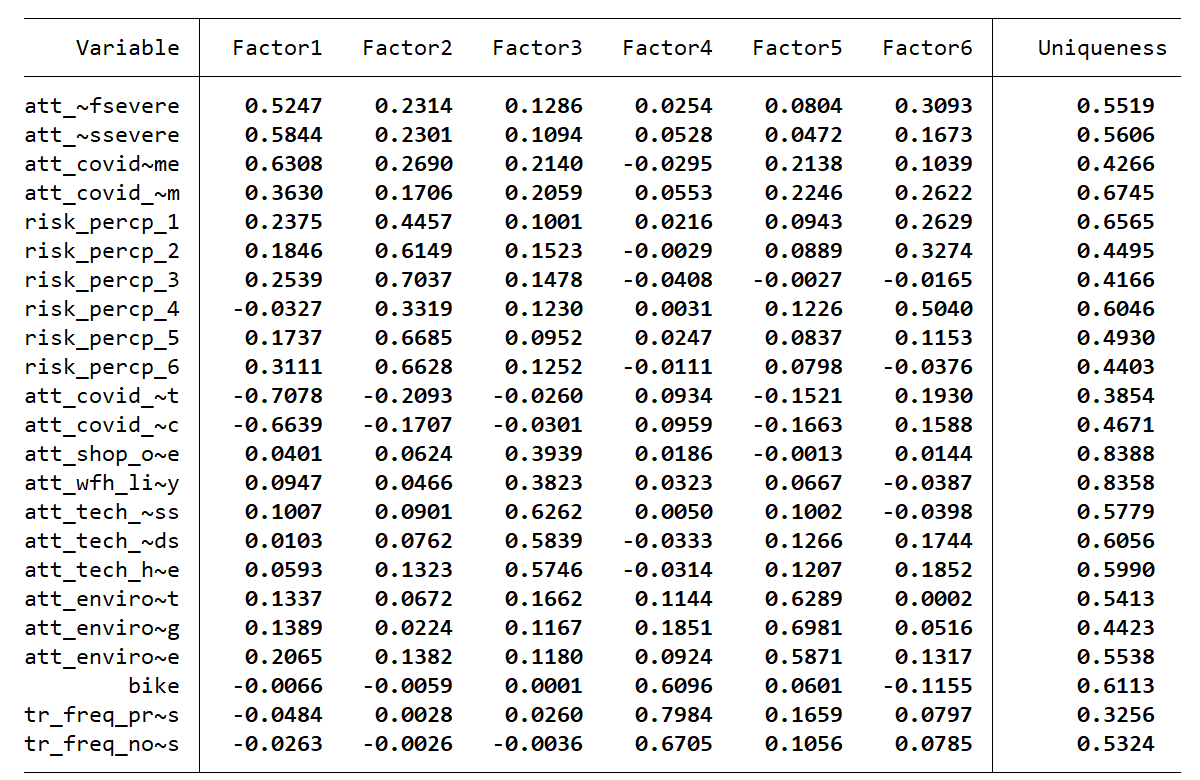 Variable Factor1 Factor2 Factor3 Factor4 Factor5 Factor6 Uniqueness
att_~fsevere 0.5247 0.2314 0.1286 0.0254 0.0804 0.3093 0.5519
att_~ssevere 0.5844 0.2301 0.1094 0.0528 0.0472 0.1673 0.5606
att_covid~me 0.6308 0.2690 0.2140 -0.0295 0.2138 0.1039 0.4266
att_covid_~m 0.3630 0.1706 0.2059 0.0553 0.2246 0.2622 0.6745
risk_percp_1 0.2375 0.4457 0.1001 0.0216 0.0943 0.2629 0.6565
risk_percp_2 0.1846 0.6149 0.1523 -0.0029 0.0889 0.3274 0.4495
risk_percp_3 0.2539 0.7037 0.1478 -0.0408 -0.0027 -0.0165 0.4166
risk_percp_4 -0.0327 0.3319 0.1230 0.0031 0.1226 0.5040 0.6046
risk_percp_5 0.1737 0.6685 0.0952 0.0247 0.0837 0.1153 0.4930
risk_percp_6 0.3111 0.6628 0.1252 -0.0111 0.0798 -0.0376 0.4403
att_covid_~t -0.7078 -0.2093 -0.0260 0.0934 -0.1521 0.1930 0.3854
att_covid_~c -0.6639 -0.1707 -0.0301 0.0959 -0.1663 0.1588 0.4671
att_shop_o~e 0.0401 0.0624 0.3939 0.0186 -0.0013 0.0144 0.8388
att_wfh_li~y 0.0947 0.0466 0.3823 0.0323 0.0667 -0.0387 0.8358
att_tech_~ss 0.1007 0.0901 0.6262 0.0050 0.1002 -0.0398 0.5779
att_tech_~ds 0.0103 0.0762 0.5839 -0.0333 0.1266 0.1744 0.6056
att_tech_h~e 0.0593 0.1323 0.5746 -0.0314 0.1207 0.1852 0.5990
att_enviro~t 0.1337 0.0672 0.1662 0.1144 0.6289 0.0002 0.5413
att_enviro~g 0.1389 0.0224 0.1167 0.1851 0.6981 0.0516 0.4423
att_enviro~e 0.2065 0.1382 0.1180 0.0924 0.5871 0.1317 0.5538
bike -0.0066 -0.0059 0.0001 0.6096 0.0601 -0.1155 0.6113
tr_freq_pr~s -0.0484 0.0028 0.0260 0.7984 0.1659 0.0797 0.3256
tr_freq_no~s -0.0263 -0.0026 -0.0036 0.6705 0.1056 0.0785 0.5324